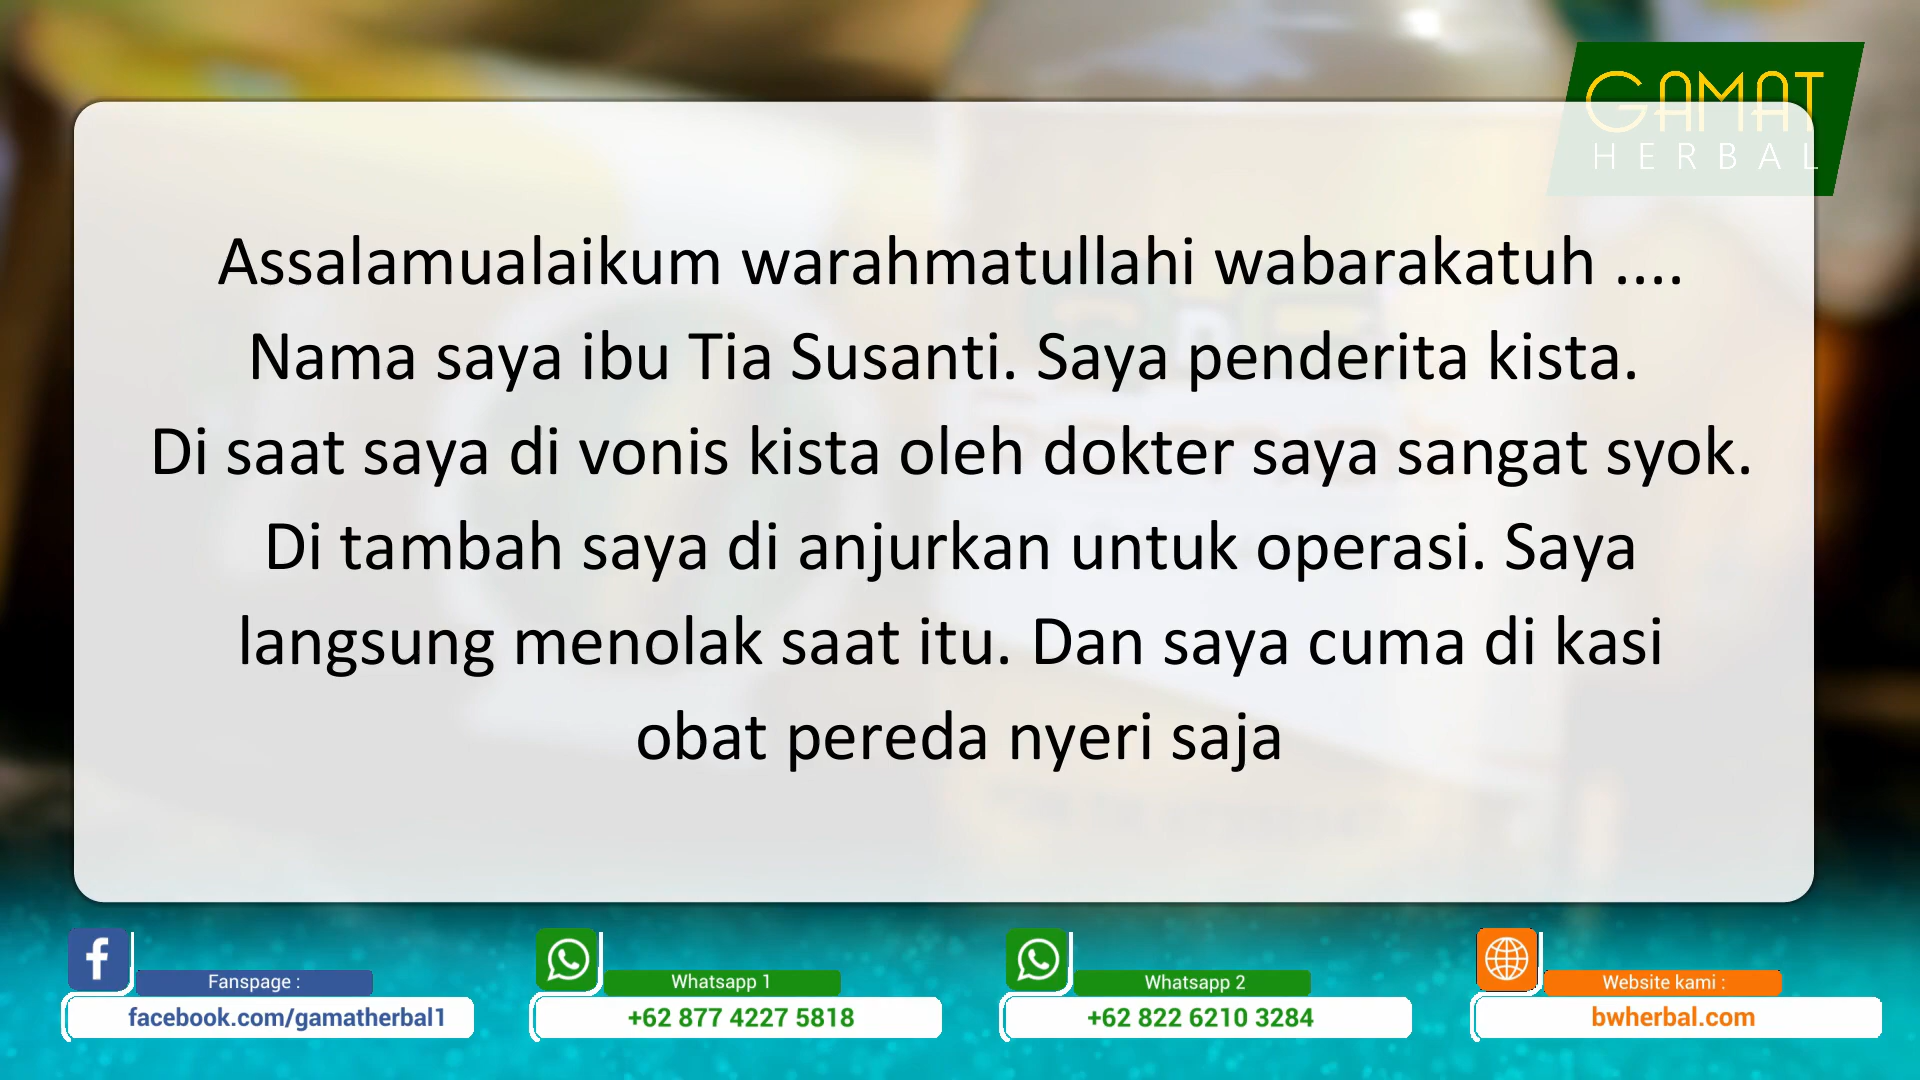 GAMAT
HERBAL
Assalamualaikum warahmatullahi wabarakatuh ....
Nama saya ibu Tia Susanti. Saya penderita kista.
Di saat saya di vonis kista oleh dokter saya sangat syok.
Di tambah saya di anjurkan untuk operasi. Saya
langsung menolak saat itu. Dan saya cuma di kasi
obat pereda nyeri saja
Fanspage :
facebook.com/gamatherbal1
Whatsapp 1
+62 877 4227 5818
Whatsapp 2
+62 822 6210 3284
Website kami :
bwherbal.com